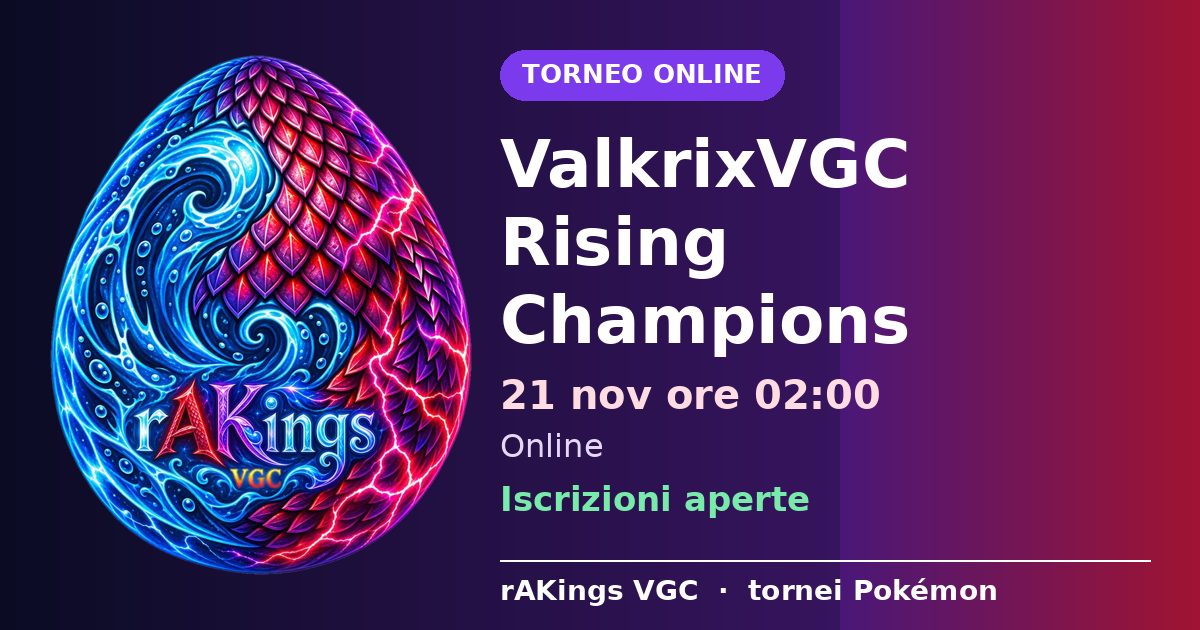 TORNEO ONLINE
ValkrixVGC
Rising
Champions
21 nov ore 02:00
Online
Iscrizioni aperte
rAKings
VGC
rAKings VGC · tornei Pokémon